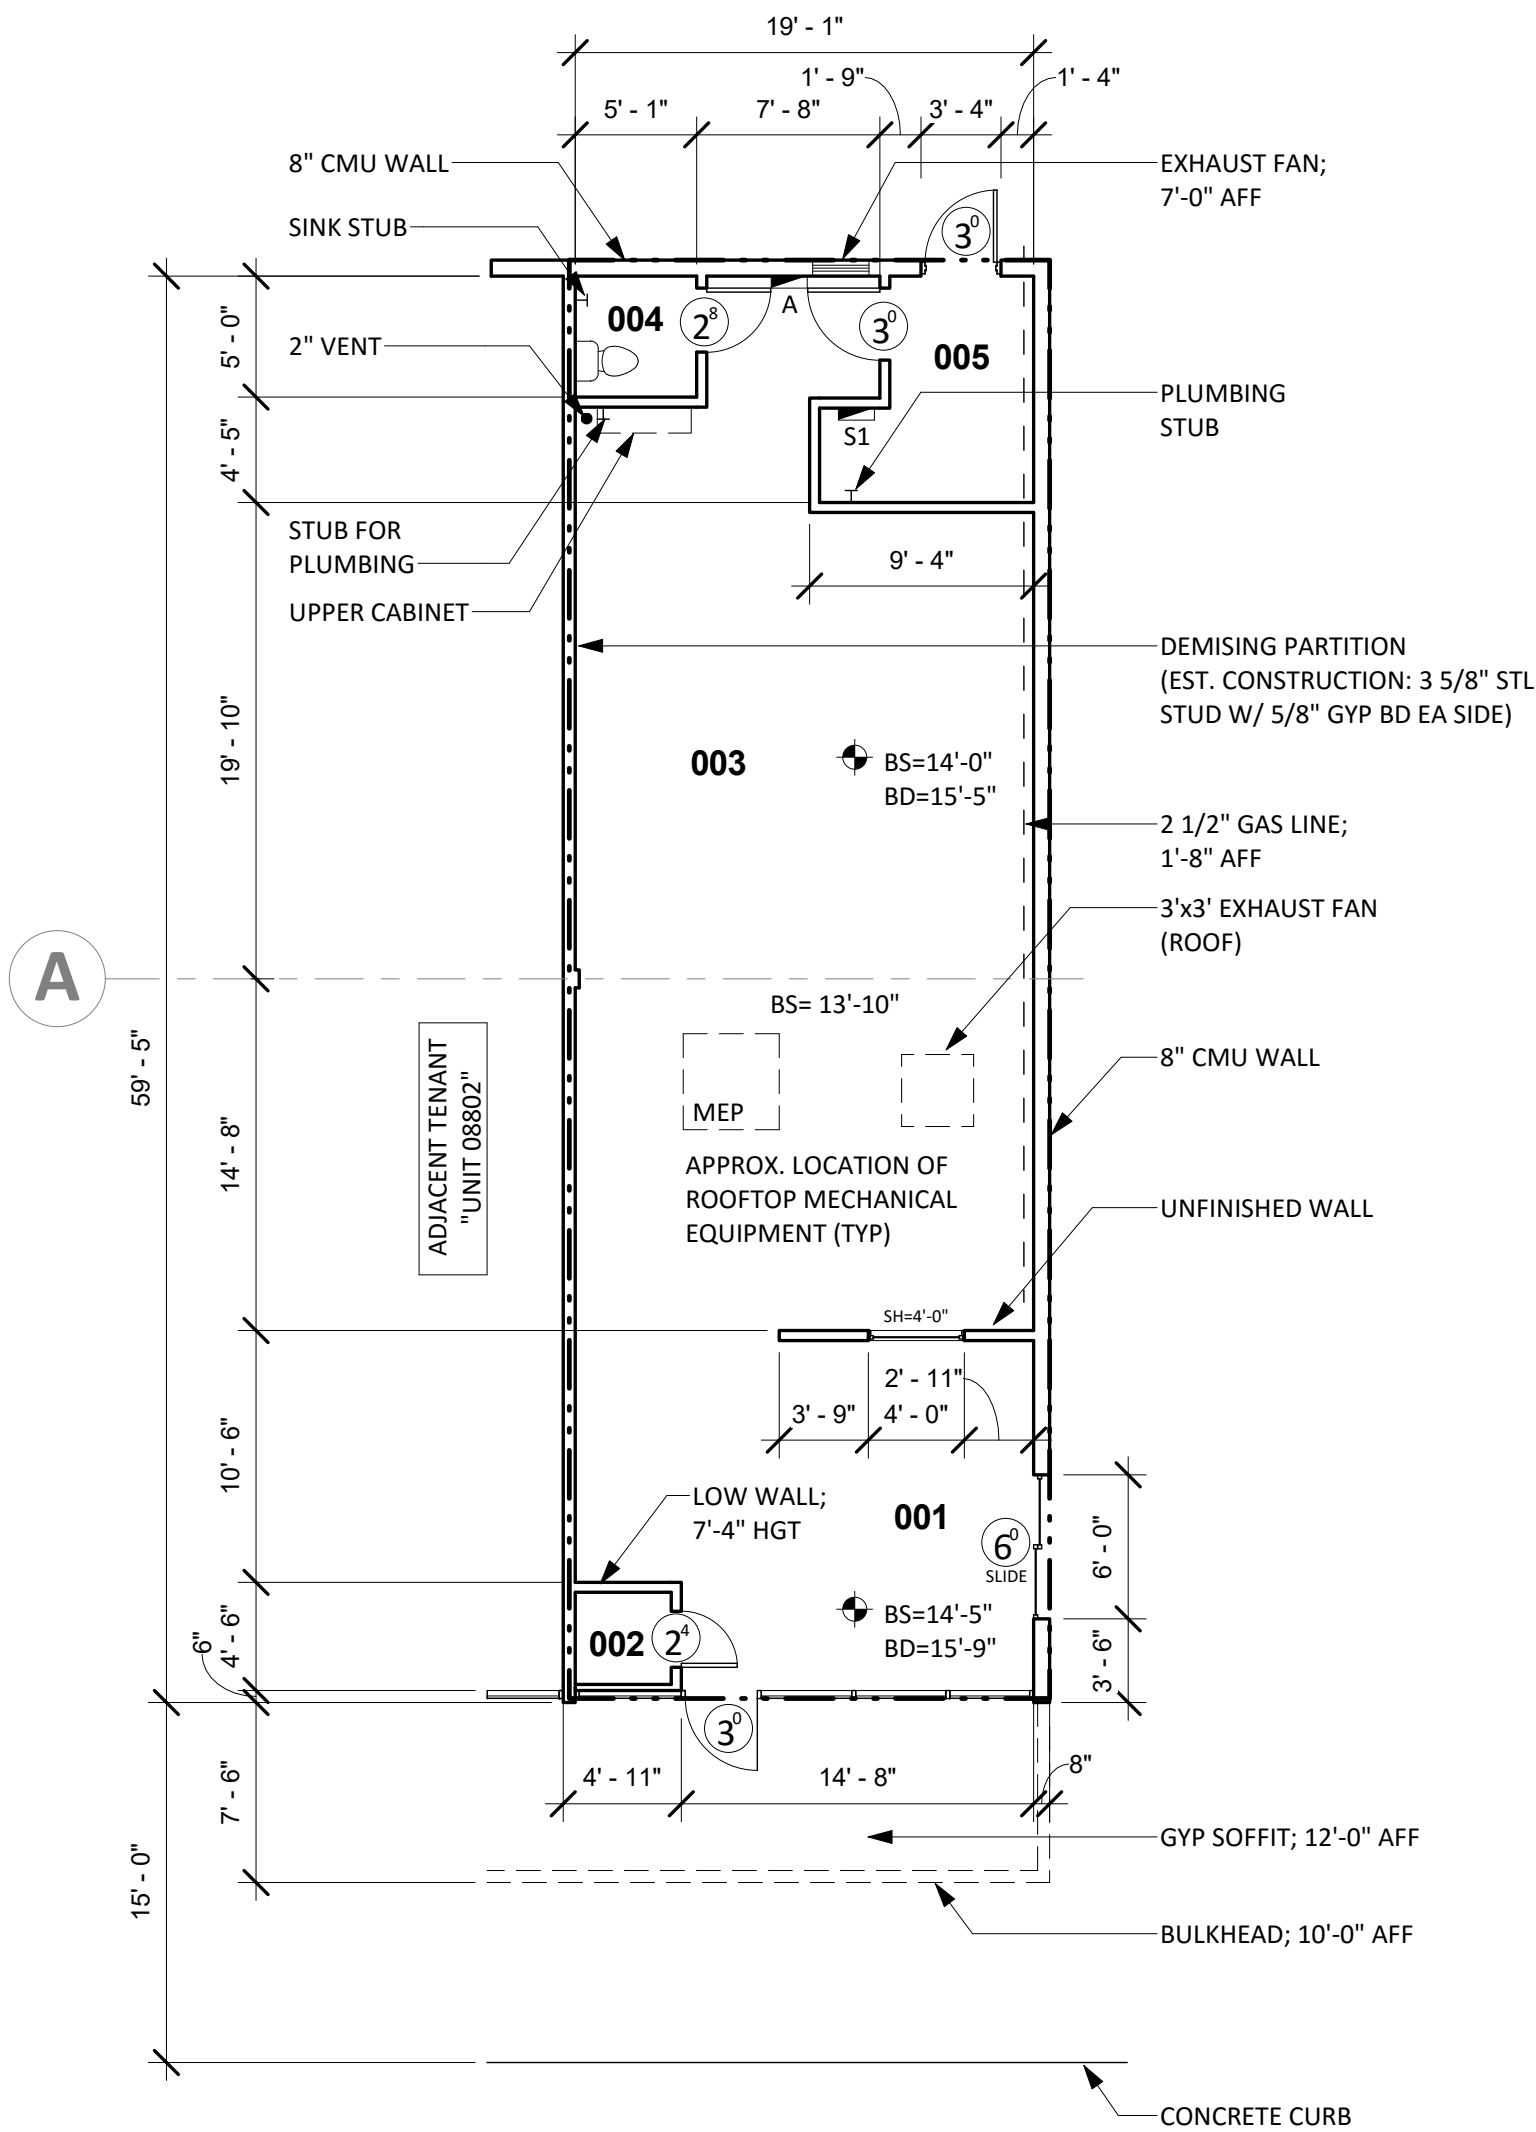 19' - 1"
1' - 9"
1' - 4"
5' - 1"
7' - 8"
3' - 4"
8" CMU WALL
EXHAUST FAN;
7'-0" AFF
SINK STUB
3⁰
A
004
2⁸
3⁰
2" VENT
005
5' - 0"
PLUMBING
STUB
S1
4' - 5"
STUB FOR
PLUMBING
9' - 4"
UPPER CABINET
DEMISING PARTITION
(EST. CONSTRUCTION: 3 5/8" STL
STUD W/ 5/8" GYP BD EA SIDE)
19' - 10"
003
BS=14'-0"
BD=15'-5"
2 1/2" GAS LINE;
1'-8" AFF
3'x3' EXHAUST FAN
(ROOF)
A
BS= 13'-10"
59' - 5"
ADJACENT TENANT
"UNIT 08802"
8" CMU WALL
MEP
14' - 8"
APPROX. LOCATION OF
ROOFTOP MECHANICAL
EQUIPMENT (TYP)
UNFINISHED WALL
SH=4'-0"
2' - 11"
3' - 9"
4' - 0"
10' - 6"
LOW WALL;
7'-4" HGT
001
6⁰
SLIDE
6' - 0"
BS=14'-5"
BD=15'-9"
002
2⁴
4' - 6"
6"
3' - 6"
3⁰
4' - 11"
14' - 8"
8"
7' - 6"
GYP SOFFIT; 12'-0" AFF
15' - 0"
BULKHEAD; 10'-0" AFF
CONCRETE CURB